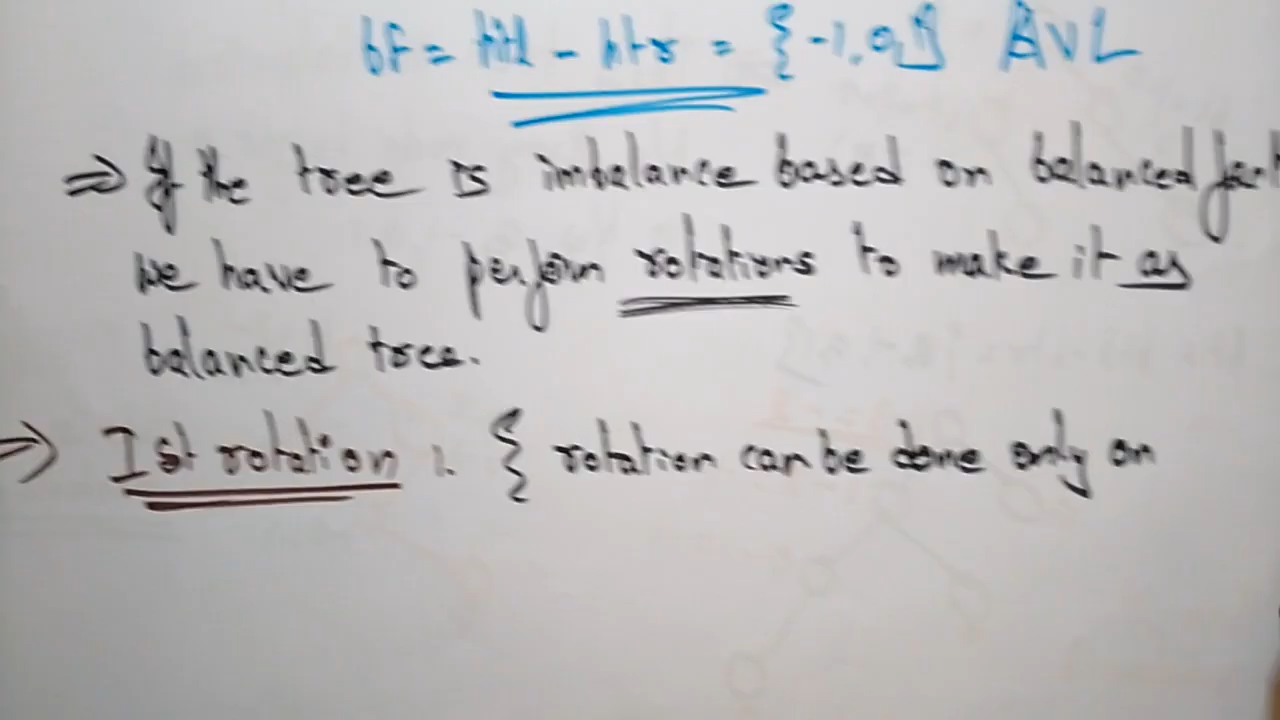 bf = htl - htr = {-1,0,1} AVL
⇒ If the tree is imbalance based on balanced fact
we have to perform rotations to make it as
balanced tree.
⇒ Ist rotation : { rotation can be done only on